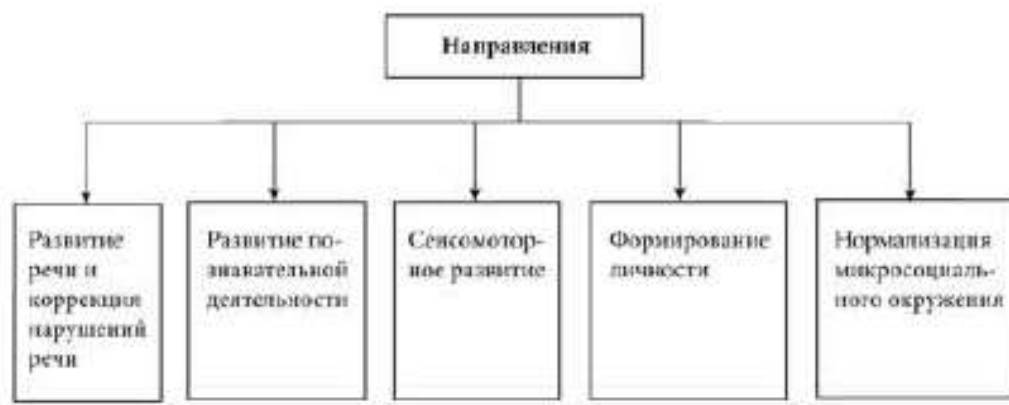 Направления
Развитие
речи и
коррекция
нарушений
речи
Развитие по-
знавательной
деятельности
Сенсомотор-
ное развитие
Формирование
личности
Нормализация
микросоциаль-
ного окружения